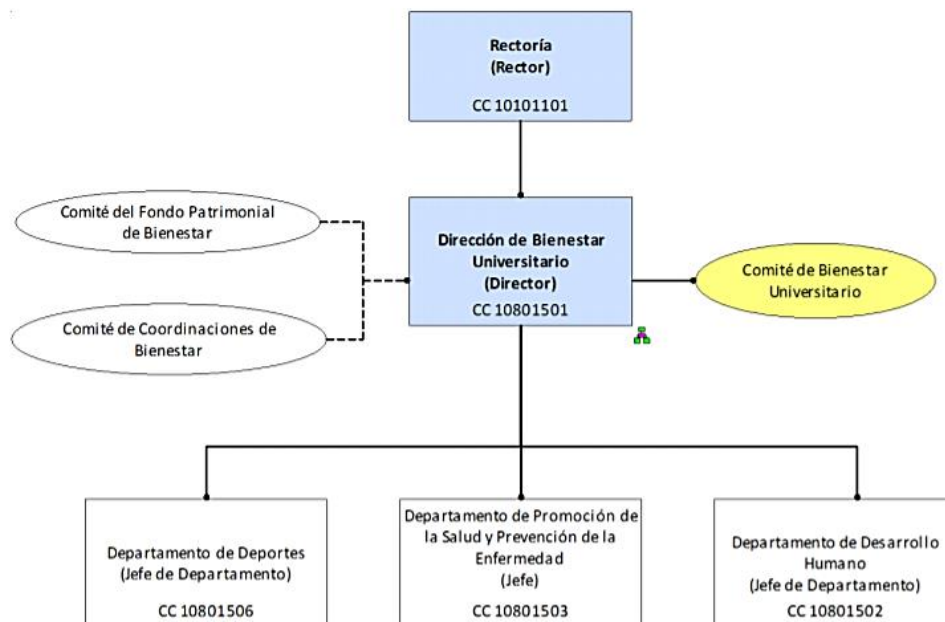 Rectoría
(Rector)
CC 10101101
Comité del Fondo Patrimonial
de Bienestar
Comité de Coordinaciones de
Bienestar
Dirección de Bienestar
Universitario
(Director)
CC 10801501
Comité de Bienestar
Universitario
Departamento de Deportes
(Jefe de Departamento)
CC 10801506
Departamento de Promoción de
la Salud y Prevención de la
Enfermedad
(Jefe)
CC 10801503
Departamento de Desarrollo
Humano
(Jefe de Departamento)
CC 10801502